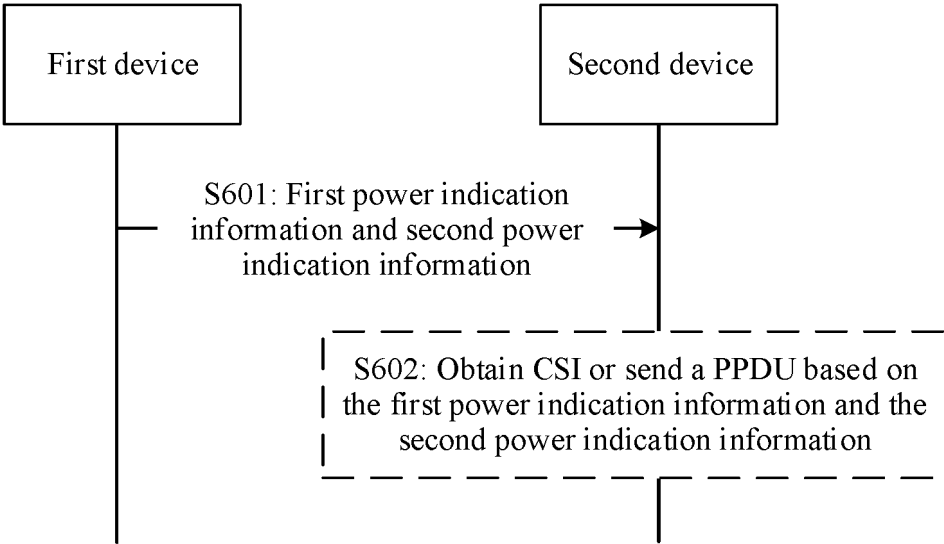 First device
Second device
S601: First power indication
information and second power
indication information
S602: Obtain CSI or send a PPDU based on
the first power indication information and the
second power indication information